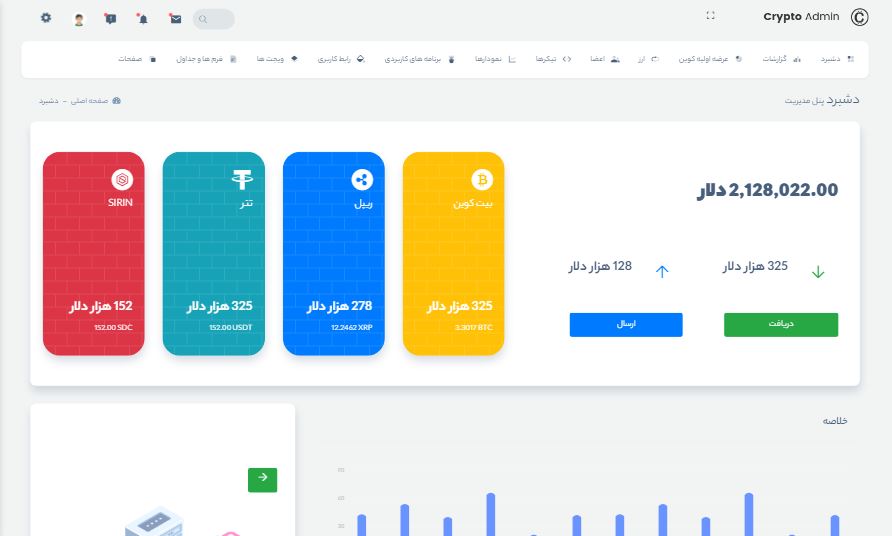 Crypto Admin
دشبرد
گزارشات
عرضه اولیه کوین
ارز
اعضا
تیکرها
نمودارها
برنامه های کاربردی
رابط کاربری
ویجت ها
فرم ها و جداول
صفحات
دشبرد پنل مدیریت
صفحه اصلی - دشبرد
2,128,022.00 دلار
325 هزار دلار
128 هزار دلار
دریافت
ارسال
بیت کوین
325 هزار دلار
3.3017 BTC
ریپل
278 هزار دلار
12.2462 XRP
تتر
325 هزار دلار
152.00 USDT
SIRIN
152 هزار دلار
152.00 SDC
خلاصه